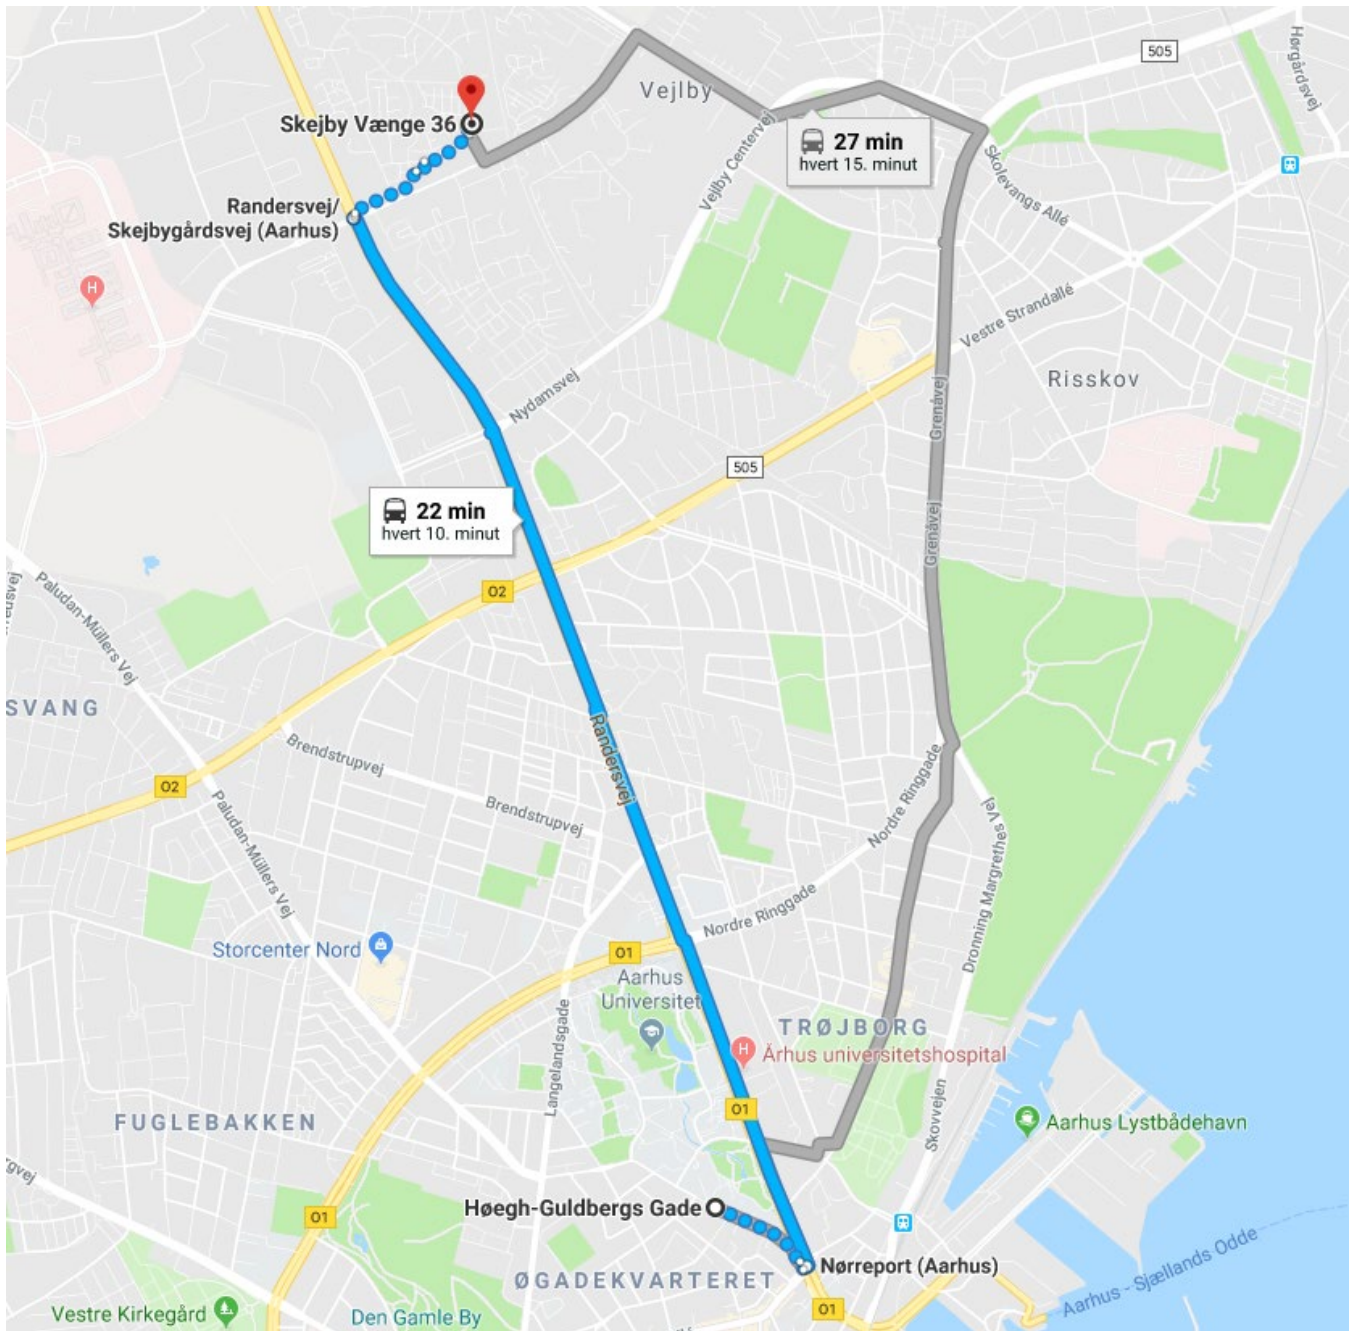 505
Hørgårdsvej
Vejlby
Skejby Vænge 36
27 min
hvert 15. minut
Vejlby Centervej
Skolevangs Allé
Randersvej/
Skejbygårdsvej (Aarhus)
H
Vestre Strandallé
Risskov
Nydamsvej
Grenåvej
505
22 min
hvert 10. minut
Grenåvej
O2
Paludan-Müllers Vej
SVANG
Randersvej
Brendstrupvej
Nordre Ringgade
O2
Brendstrupvej
Dronning Margrethes Vej
Paludan-Müllers Vej
Nordre Ringgade
Storcenter Nord
O1
Aarhus
Universitet
Langelandsgade
TRØJBORG
H
Århus universitetshospital
Skovvejen
O1
FUGLEBAKKEN
Aarhus Lystbådehavn
rgvej
Høegh-Guldbergs Gade
O1
Nørreport (Aarhus)
ØGADEKVARTERET
Aarhus - Sjællands Odde
Vestre Kirkegård
Den Gamle By
O1